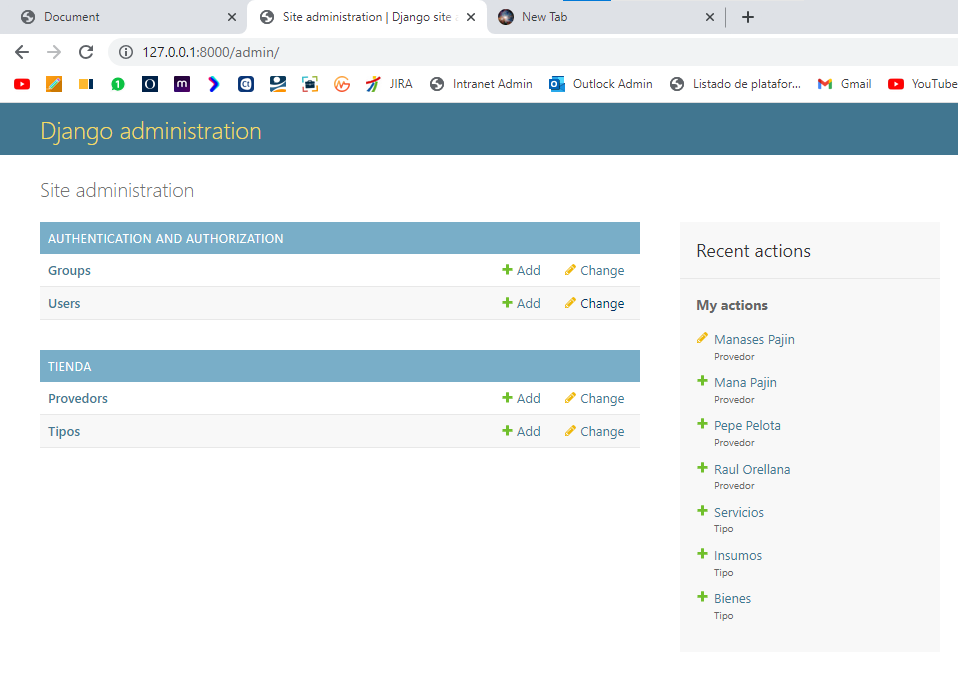 Document
Site administration | Django site a
New Tab
127.0.0.1:8000/admin/
JIRA Intranet Admin Outlock Admin Listado de platafor... Gmail YouTube
Django administration
Site administration
AUTHENTICATION AND AUTHORIZATION
Groups Add Change
Users Add Change
TIENDA
Provedors Add Change
Tipos Add Change
Recent actions
My actions
Manases Pajin
Provedor
Mana Pajin
Provedor
Pepe Pelota
Provedor
Raul Orellana
Provedor
Servicios
Tipo
Insumos
Tipo
Bienes
Tipo